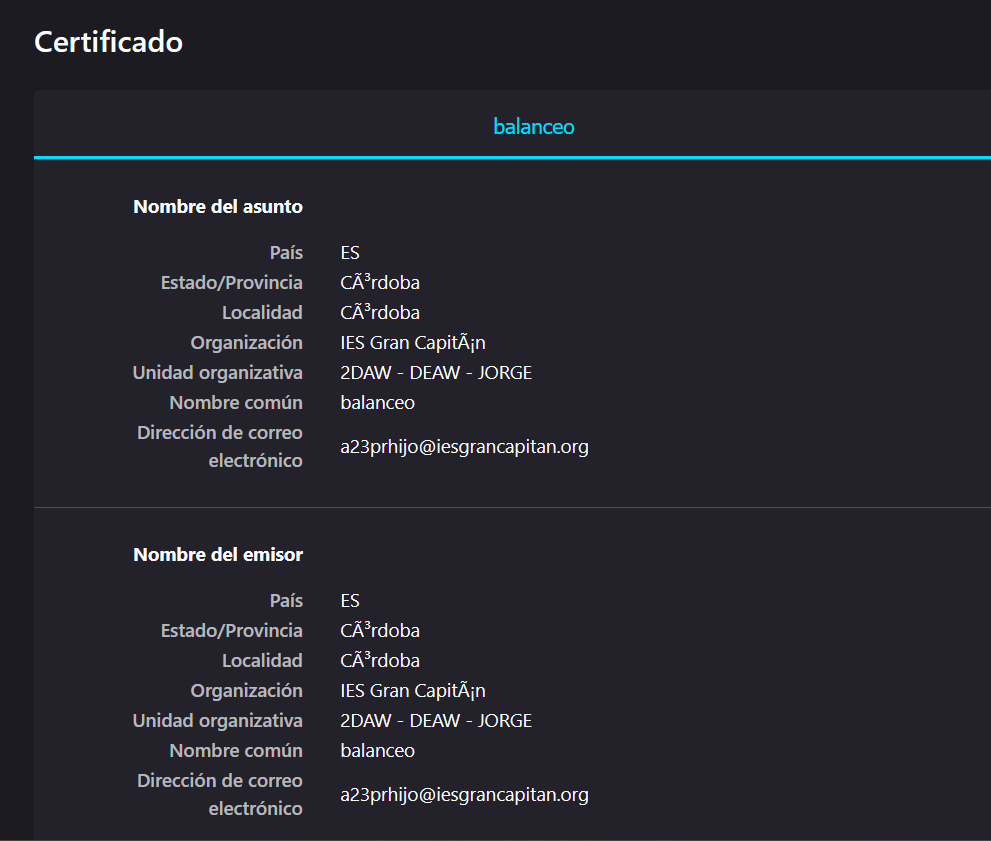 Certificado
balanceo
Nombre del asunto
País ES
Estado/Provincia CÃ³rdoba
Localidad CÃ³rdoba
Organización IES Gran CapitÃ¡n
Unidad organizativa 2DAW - DEAW - JORGE
Nombre común balanceo
Dirección de correo
electrónico a23prhijo@iesgrancapitan.org
Nombre del emisor
País ES
Estado/Provincia CÃ³rdoba
Localidad CÃ³rdoba
Organización IES Gran CapitÃ¡n
Unidad organizativa 2DAW - DEAW - JORGE
Nombre común balanceo
Dirección de correo
electrónico a23prhijo@iesgrancapitan.org